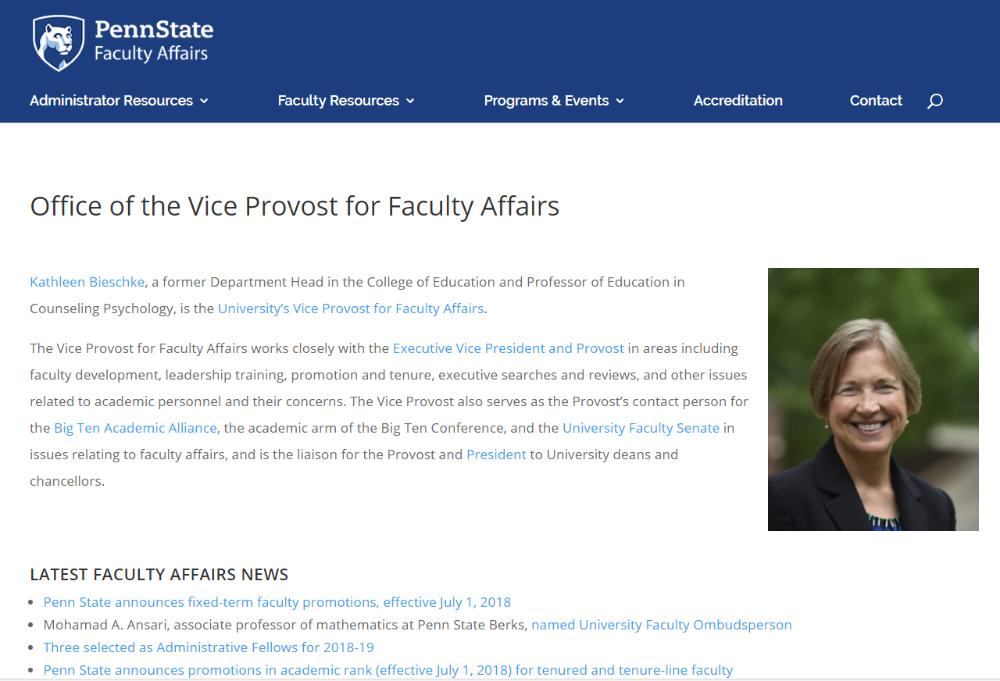 PennState
Faculty Affairs
Administrator Resources
Faculty Resources
Programs & Events
Accreditation
Contact
Office of the Vice Provost for Faculty Affairs
Kathleen Bieschke, a former Department Head in the College of Education and Professor of Education in
Counseling Psychology, is the University’s Vice Provost for Faculty Affairs.
The Vice Provost for Faculty Affairs works closely with the Executive Vice President and Provost in areas including
faculty development, leadership training, promotion and tenure, executive searches and reviews, and other issues
related to academic personnel and their concerns. The Vice Provost also serves as the Provost’s contact person for
the Big Ten Academic Alliance, the academic arm of the Big Ten Conference, and the University Faculty Senate in
issues relating to faculty affairs, and is the liaison for the Provost and President to University deans and
chancellors.
LATEST FACULTY AFFAIRS NEWS
Penn State announces fixed-term faculty promotions, effective July 1, 2018
Mohamad A. Ansari, associate professor of mathematics at Penn State Berks, named University Faculty Ombudsperson
Three selected as Administrative Fellows for 2018-19
Penn State announces promotions in academic rank (effective July 1, 2018) for tenured and tenure-line faculty